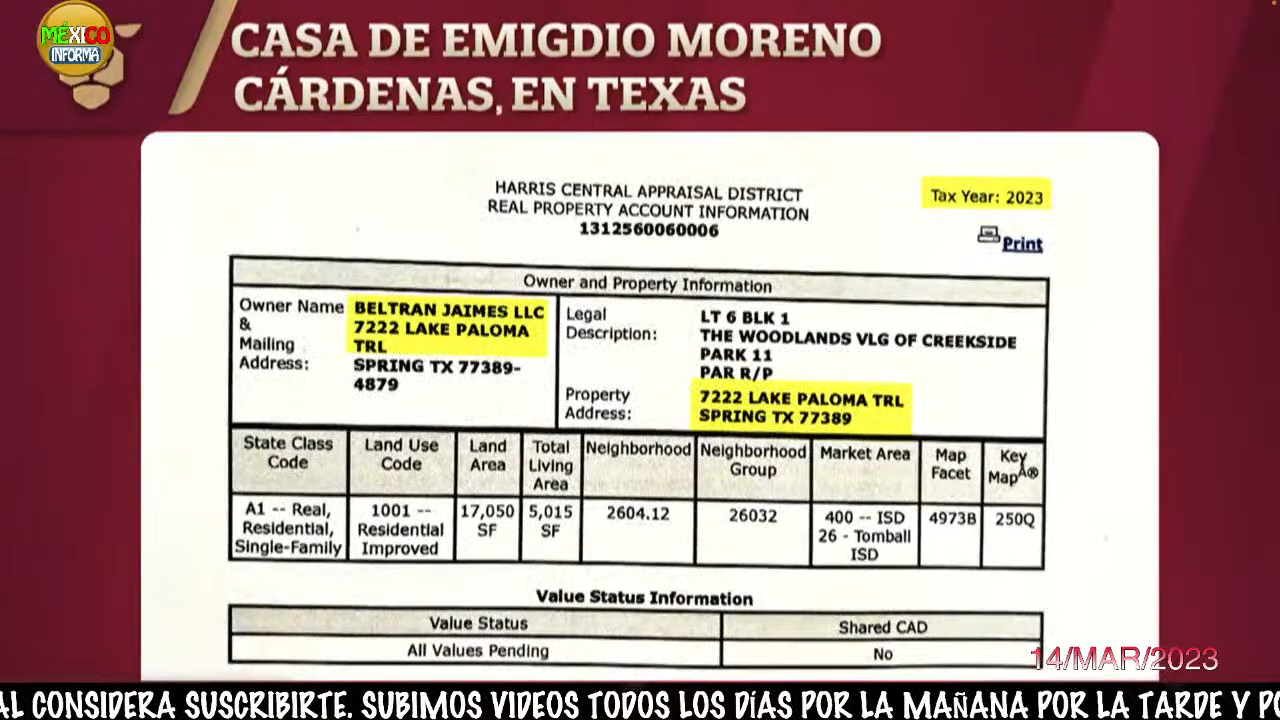 MÉXICO
INFORMA
CASA DE EMIGDIO MORENO
CÁRDENAS, EN TEXAS
HARRIS CENTRAL APPRAISAL DISTRICT
REAL PROPERTY ACCOUNT INFORMATION
1312560060006
Tax Year: 2023
Print
Owner and Property Information
Owner Name
&
Mailing
Address:
BELTRAN JAIMES LLC
7222 LAKE PALOMA
TRL
SPRING TX 77389-
4879
Legal
Description:
LT 6 BLK 1
THE WOODLANDS VLG OF CREEKSIDE
PARK 11
PAR R/P
Property
Address:
7222 LAKE PALOMA TRL
SPRING TX 77389
State Class
Code
Land Use
Code
Land
Area
Total
Living
Area
Neighborhood
Neighborhood
Group
Market Area
Map
Facet
Key
MapÂ®
A1 -- Real,
Residential,
Single-Family
1001 --
Residential
Improved
17,050
SF
5,015
SF
2604.12
26032
400 -- ISD
26 - Tomball
ISD
4973B
250Q
Value Status Information
Value Status
Shared CAD
All Values Pending
No
14/MAR/2023
AL CONSIDERA SUSCRIBIRTE. SUBIMOS VIDEOS TODOS LOS DÍAS POR LA MAÑANA POR LA TARDE Y PO